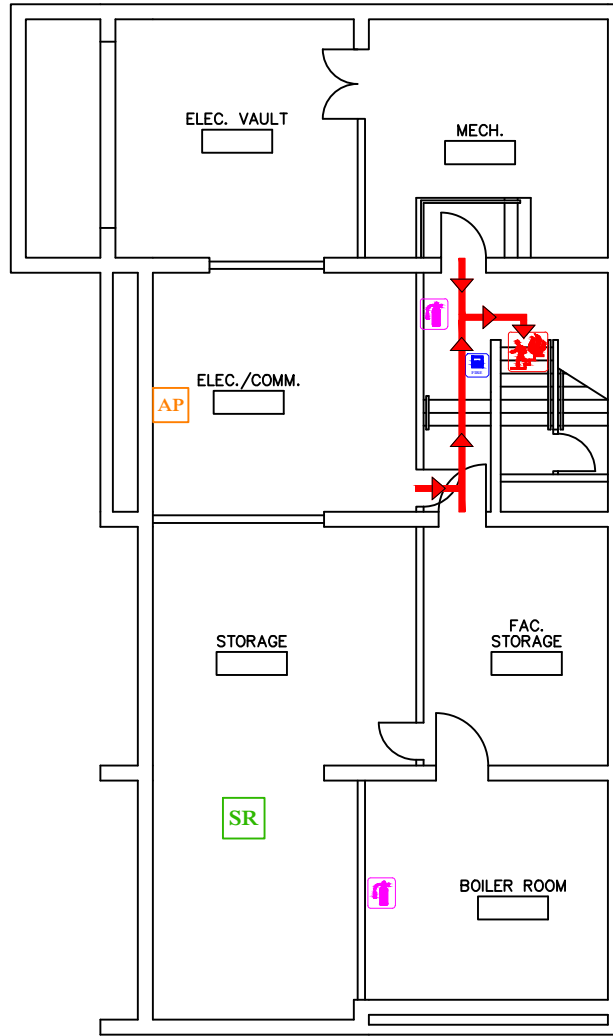 ELEC. VAULT
MECH.
ELEC./COMM.
AP
FAC.
STORAGE
STORAGE
SR
BOILER ROOM